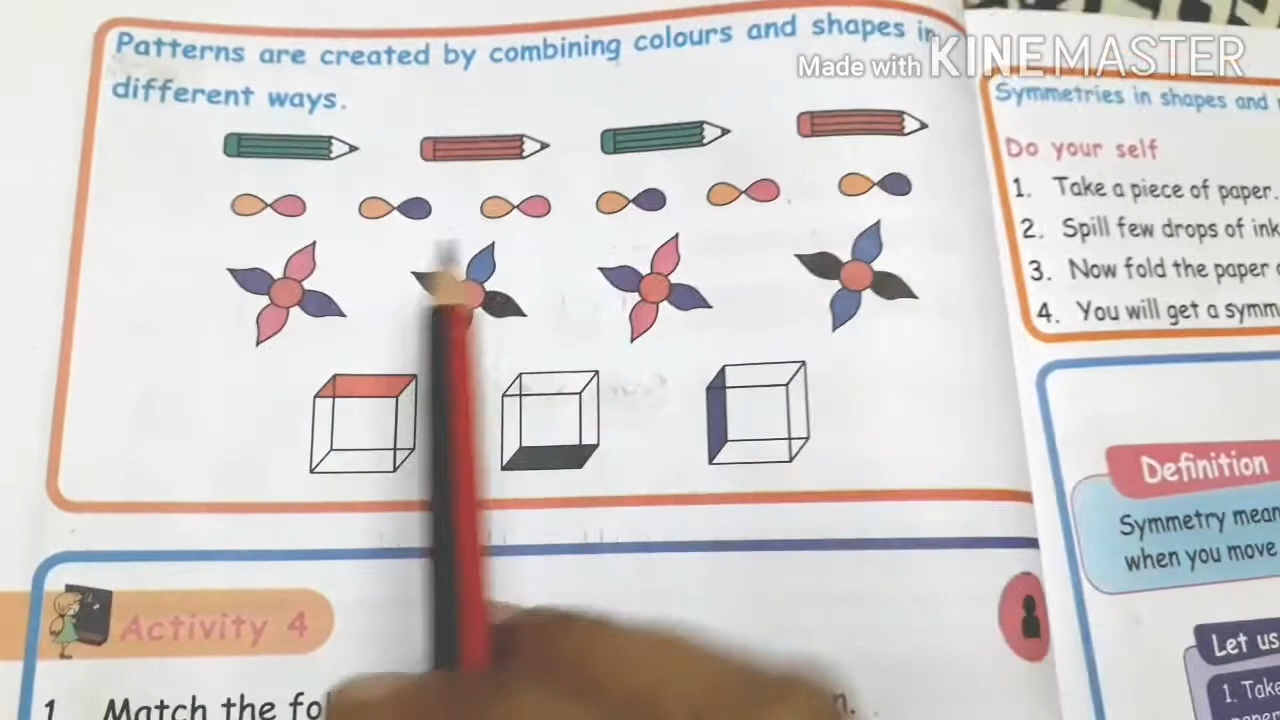 Patterns are created by combining colours and shapes in
different ways.
Made with KINEMASTER
Activity 4
1 Match the fo
n.
Symmetries in shapes and
Do your self
1. Take a piece of paper.
2. Spill few drops of ink
3. Now fold the paper
4. You will get a symm
Definition
Symmetry mean
when you move
Let us
1. Take